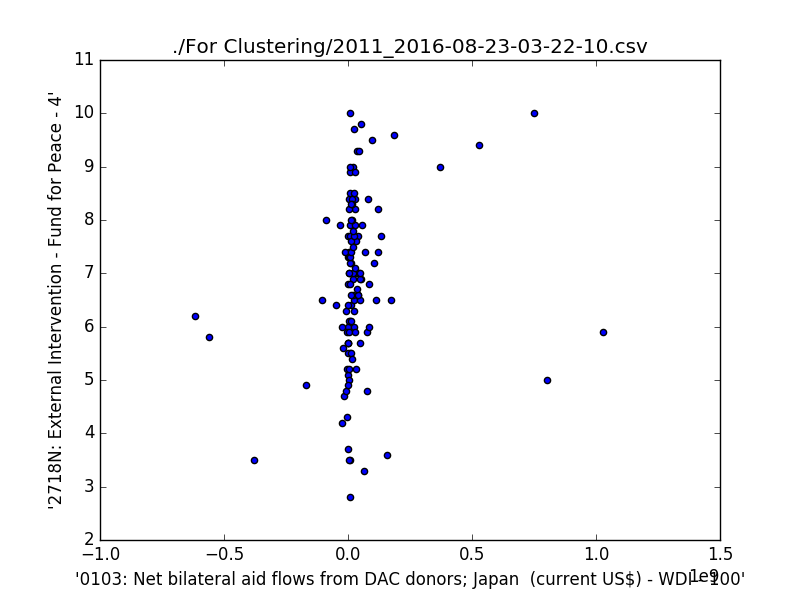 ./For Clustering/2011_2016-08-23-03-22-10.csv
11
10
9
8
7
6
5
4
3
2
'2718N: External Intervention - Fund for Peace - 4'
−1.0 −0.5 0.0 0.5 1.0 1.5
1e9
'0103: Net bilateral aid flows from DAC donors; Japan  (current US$) - WDI - 100'